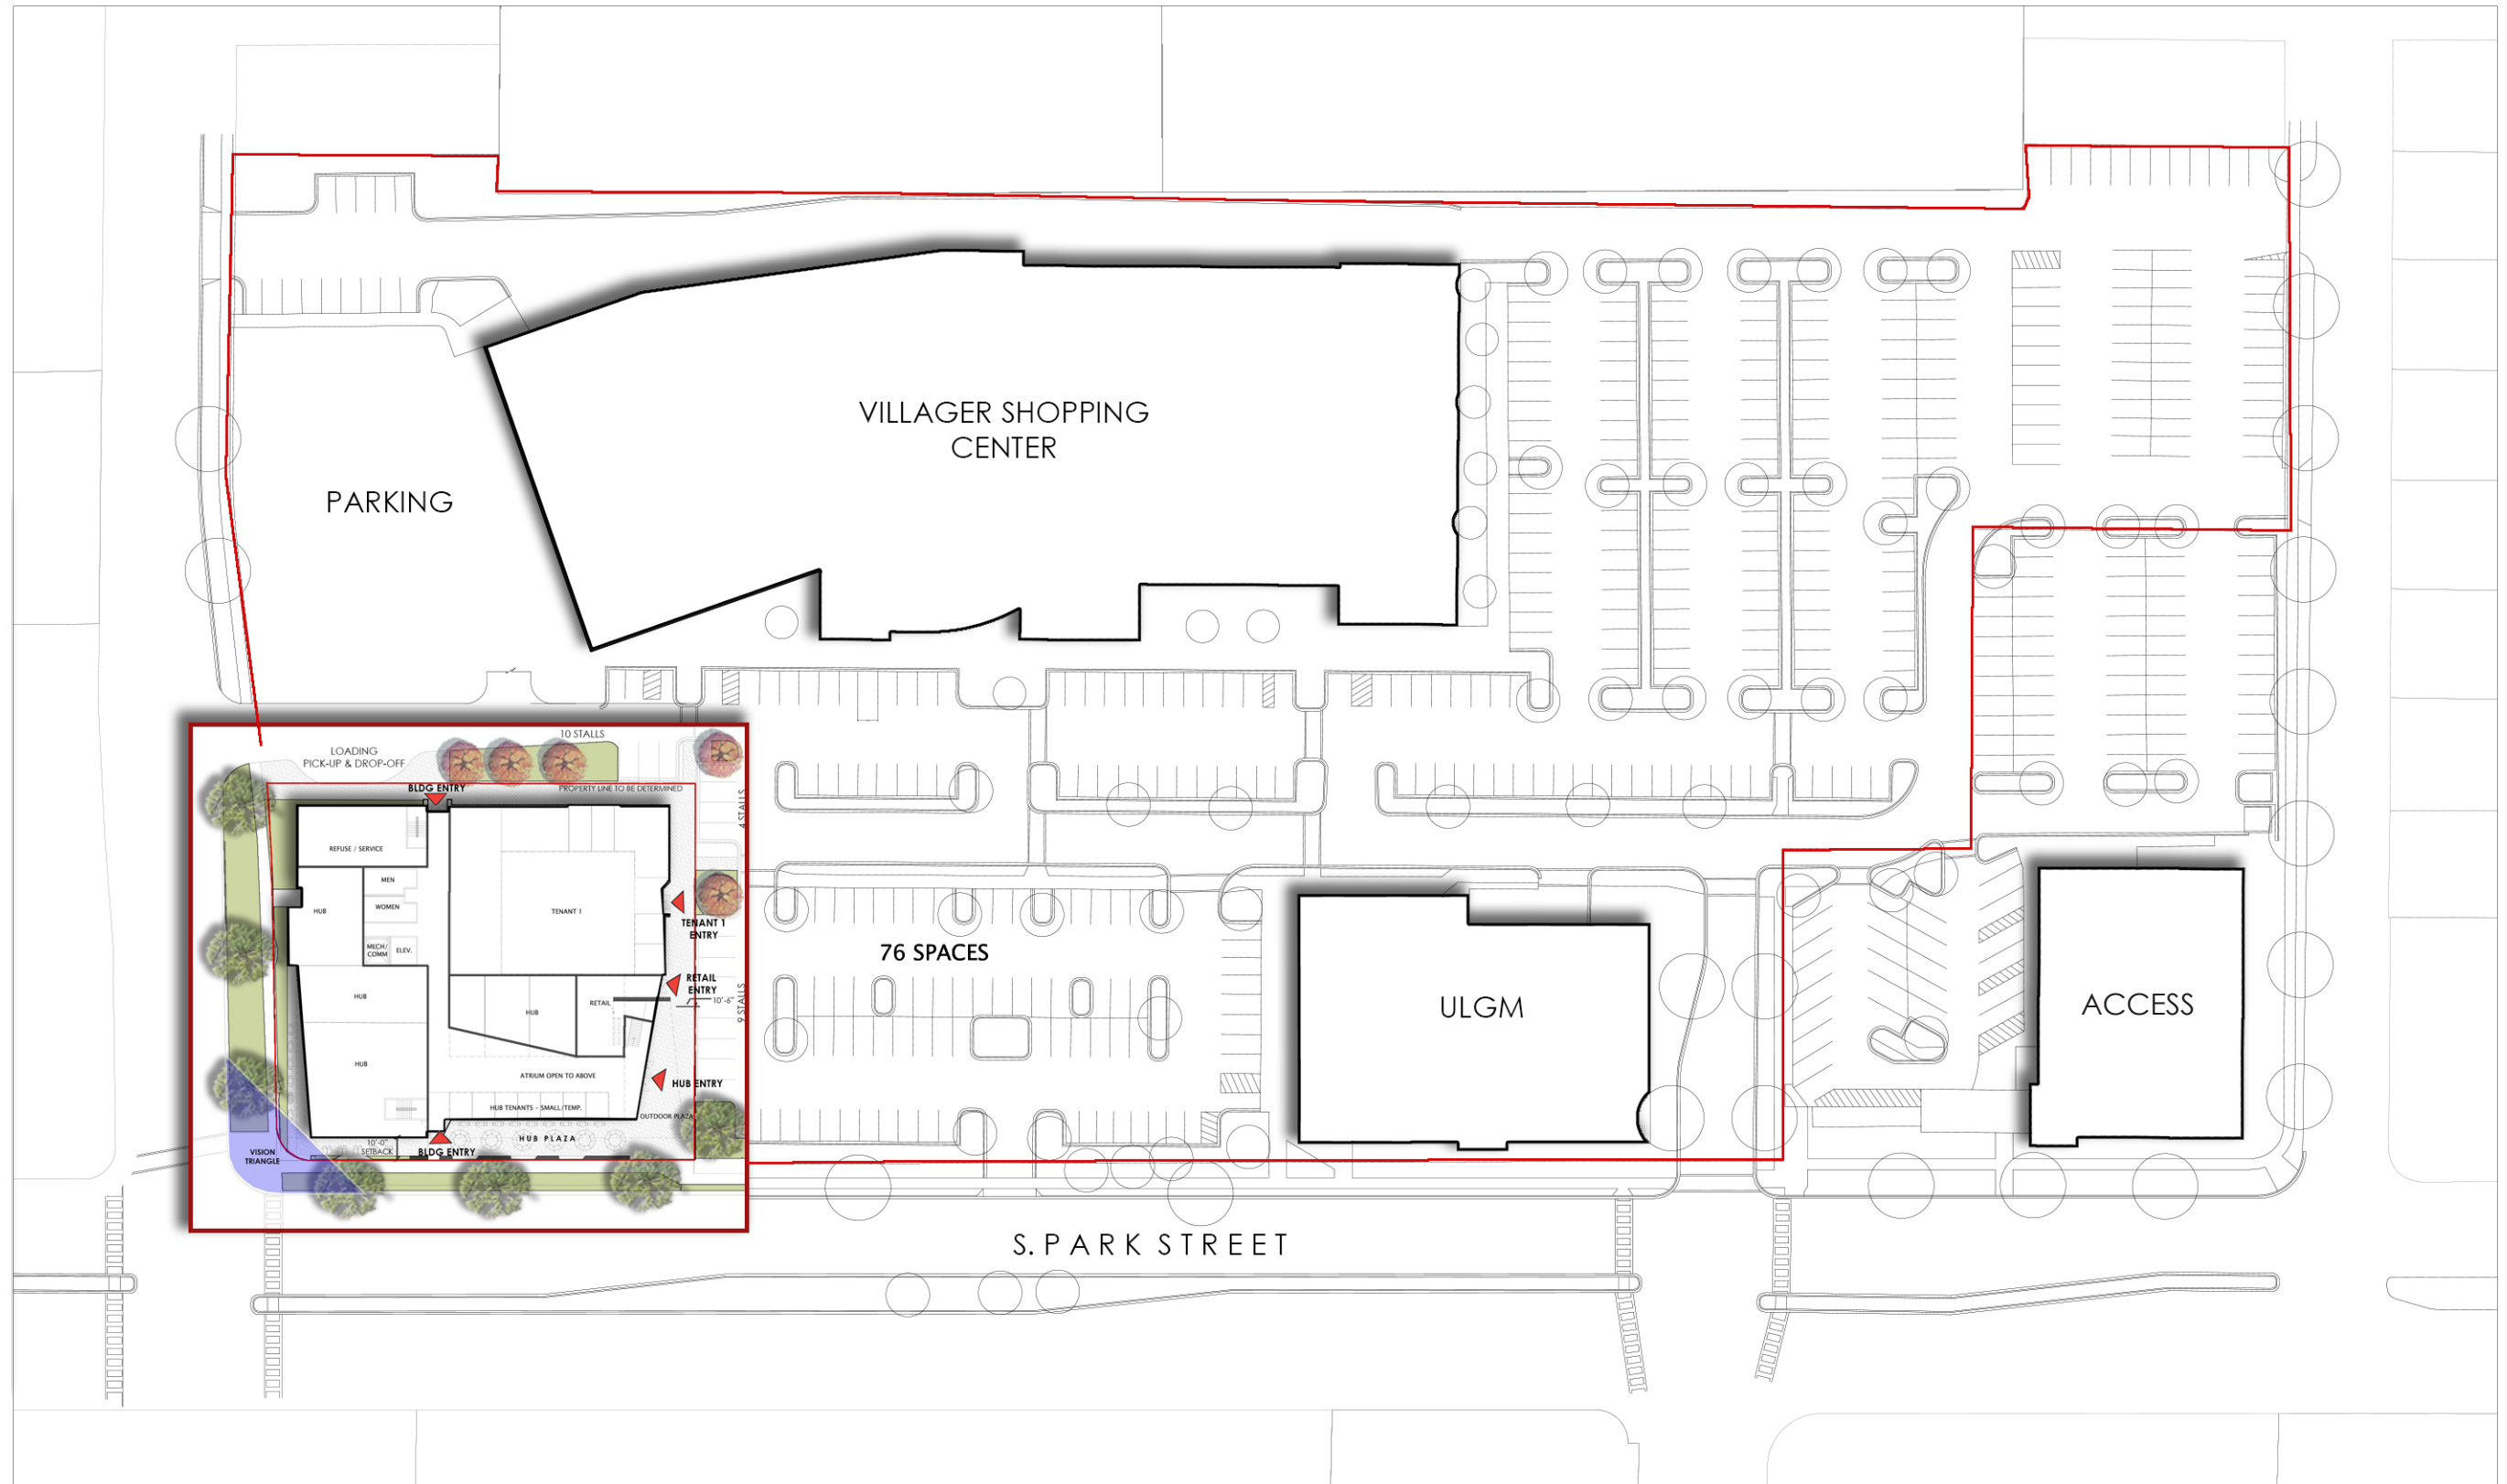 VILLAGER SHOPPING
CENTER
PARKING
10 STALLS
LOADING
PICK-UP & DROP-OFF
BLDG ENTRY
PROPERTY LINE TO BE DETERMINED
4 STALLS
REFUSE / SERVICE
MEN
WOMEN
HUB
TENANT 1
TENANT 1
ENTRY
MECH/
COMM
ELEV.
76 SPACES
RETAIL
ENTRY
10'-6"
9 STALLS
HUB
RETAIL
HUB
ULGM
ACCESS
HUB
ATRIUM OPEN TO ABOVE
HUB ENTRY
HUB TENANTS - SMALL/TEMP.
OUTDOOR PLAZA
HUB PLAZA
10'-0"
SETBACK
BLDG ENTRY
VISION
TRIANGLE
S. PARK STREET